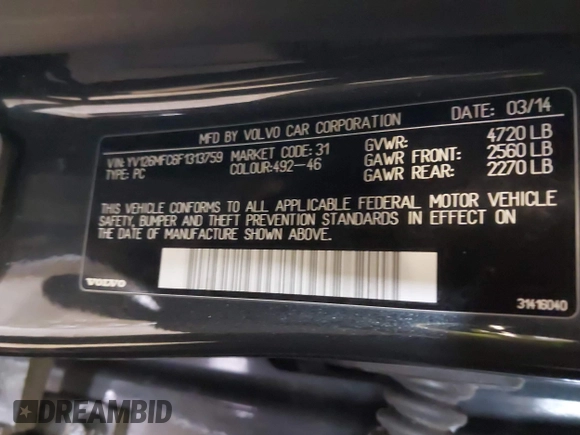 MFD BY VOLVO CAR CORPORATION DATE: 03/14
VIN: YV126MFC6F1313759 MARKET CODE: 31 GVWR: 4720 LB
TYPE: PC COLOUR:492-46 GAWR FRONT: 2560 LB
GAWR REAR: 2270 LB
THIS VEHICLE CONFORMS TO ALL APPLICABLE FEDERAL MOTOR VEHICLE
SAFETY, BUMPER AND THEFT PREVENTION STANDARDS IN EFFECT ON
THE DATE OF MANUFACTURE SHOWN ABOVE.
VOLVO 31416040
DREAMBID